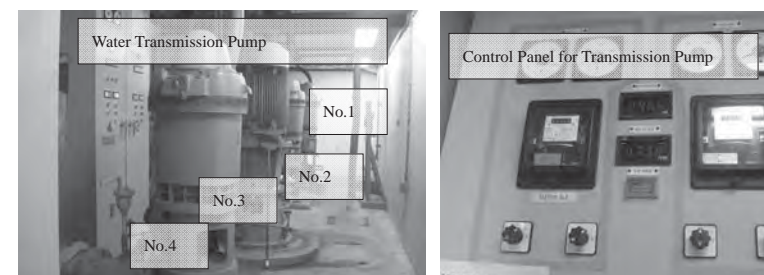 Water Transmission Pump
No.1
No.2
No.3
No.4
Control Panel for Transmission Pump